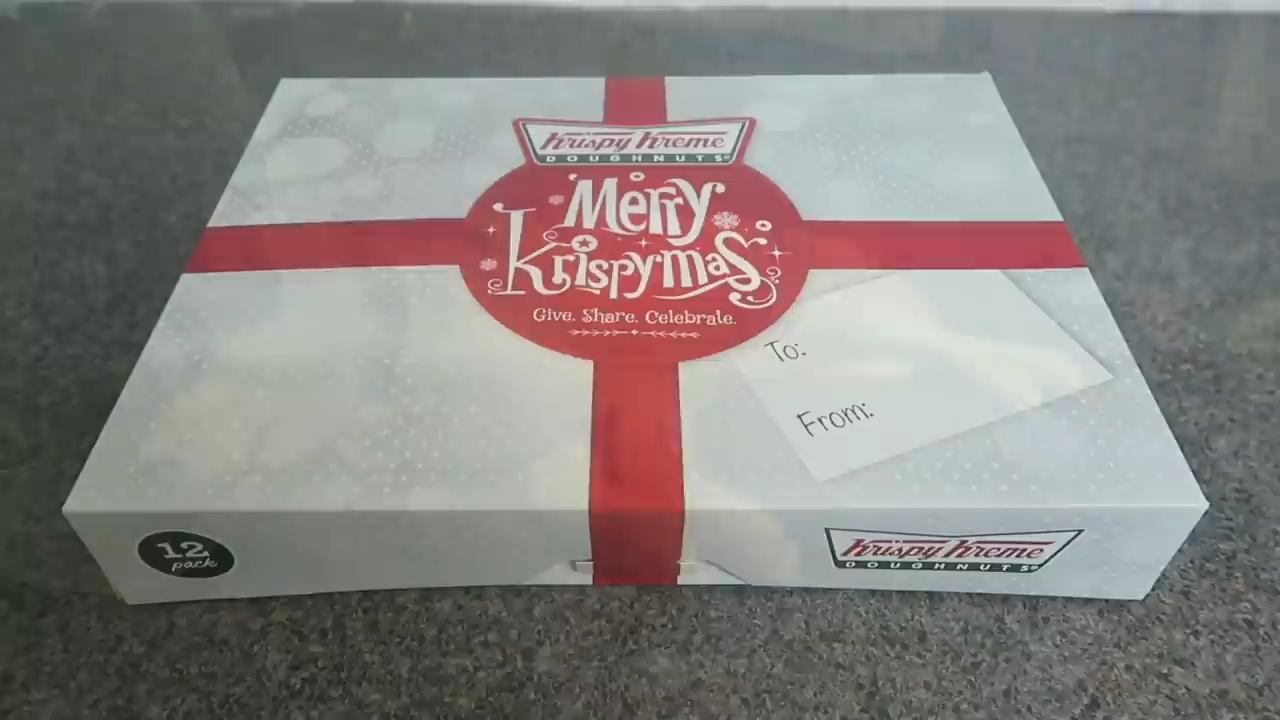 Krispy Kreme
DOUGHNUTS®
Merry
Krispymas
Give. Share. Celebrate.
To:
From:
12
pack
Krispy Kreme
DOUGHNUTS®